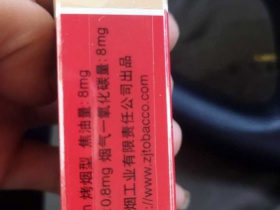 烤烟型 焦油量: 8mg
0.8mg 烟气一氧化碳量: 8mg
烟工业有限责任公司出品
://www.zjtobacco.com